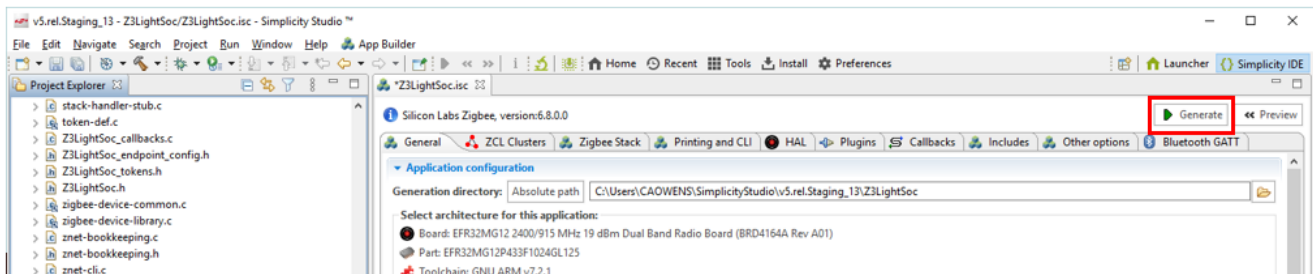 v5.rel.Staging_13 - Z3LightSoc/Z3LightSoc.isc - Simplicity Studio ™
File Edit Navigate Search Project Run Window Help App Builder
Home Recent Tools Install Preferences Launcher {} Simplicity IDE
Project Explorer
stack-handler-stub.c
token-def.c
Z3LightSoc_callbacks.c
Z3LightSoc_endpoint_config.h
Z3LightSoc_tokens.h
Z3LightSoc.h
zigbee-device-common.c
zigbee-device-library.c
znet-bookkeeping.c
znet-bookkeeping.h
znet-cli.c
*Z3LightSoc.isc
Silicon Labs Zigbee, version:6.8.0.0
Generate Preview
General ZCL Clusters Zigbee Stack Printing and CLI HAL Plugins Callbacks Includes Other options Bluetooth GATT
Application configuration
Generation directory: Absolute path C:\Users\CAOWENS\SimplicityStudio\v5.rel.Staging_13\Z3LightSoc
Select architecture for this application:
Board: EFR32MG12 2400/915 MHz 19 dBm Dual Band Radio Board (BRD4164A Rev A01)
Part: EFR32MG12P433F1024GL125
Toolchain: GNU ARM v7.2.1